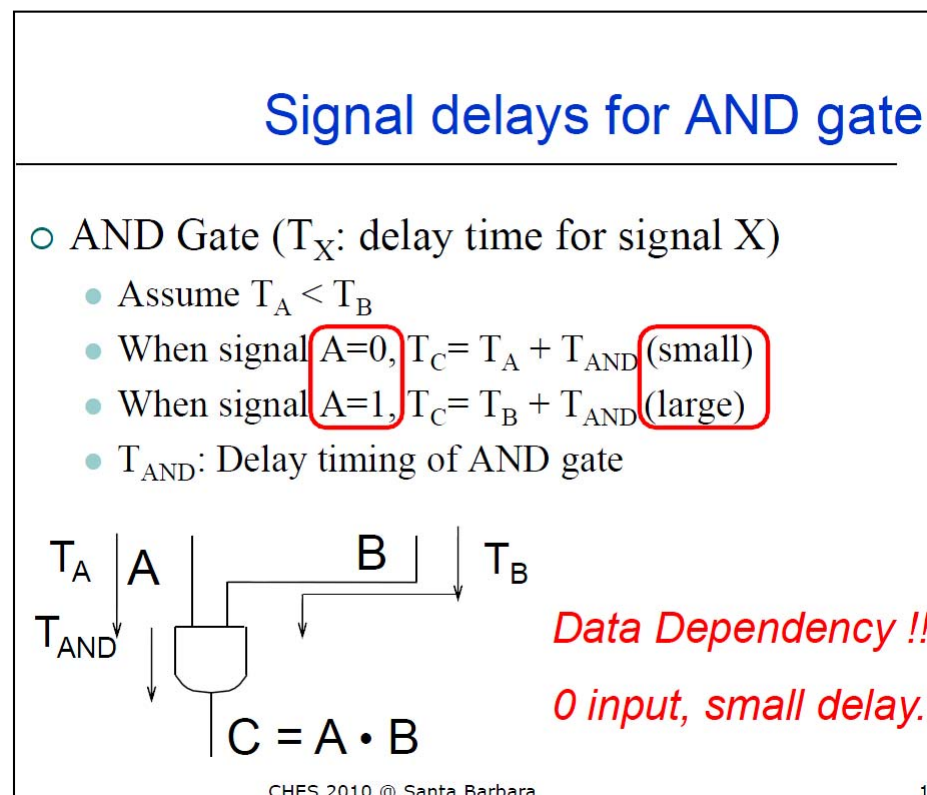 Signal delays for AND gate
AND Gate (TX: delay time for signal X)
Assume TA < TB
When signal A=0, TC= TA + TAND (small)
When signal A=1, TC= TB + TAND (large)
TAND: Delay timing of AND gate
TA A B TB
TAND
Data Dependency !!
0 input, small delay.
C = A • B
CHES 2010 @ Santa Barbara 1